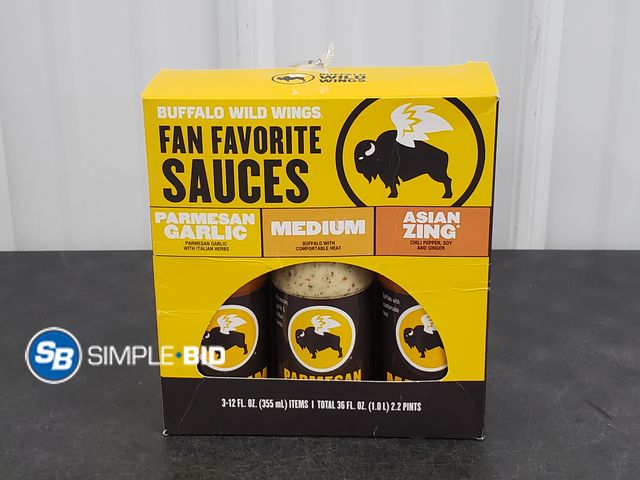 WILD
WINGS
BUFFALO WILD WINGS
FAN FAVORITE
SAUCES
PARMESAN
GARLIC
PARMESAN GARLIC
WITH ITALIAN HERBS
MEDIUM
BUFFALO WITH
COMFORTABLE HEAT
ASIAN
ZING
CHILI PEPPER, SOY
AND GINGER
PARMESAN
SB SIMPLE·BID
3-12 FL. OZ. (355 mL) ITEMS I TOTAL 36 FL. OZ. (1.0 L) 2.2 PINTS